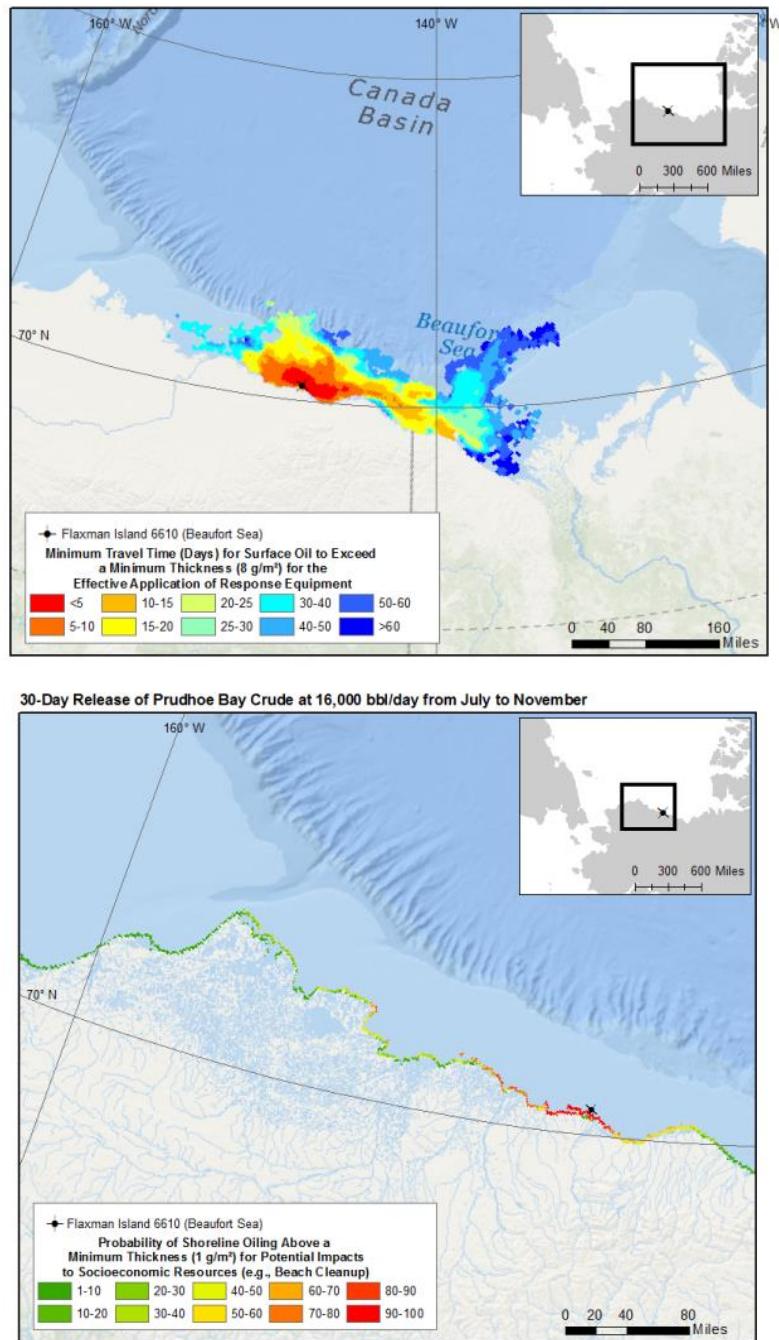 160° W
140° W
W
Nor
Canada
Basin
0 300 600 Miles
70° N
Beaufor
Sea
Flaxman Island 6610 (Beaufort Sea)
Minimum Travel Time (Days) for Surface Oil to Exceed
a Minimum Thickness (8 g/m²) for the
Effective Application of Response Equipment
<5 10-15 20-25 30-40 50-60
5-10 15-20 25-30 40-50 >60
0 40 80 160
Miles
30-Day Release of Prudhoe Bay Crude at 16,000 bbl/day from July to November
160° W
0 300 600 Miles
70° N
Flaxman Island 6610 (Beaufort Sea)
Probability of Shoreline Oiling Above a
Minimum Thickness (1 g/m²) for Potential Impacts
to Socioeconomic Resources (e.g., Beach Cleanup)
1-10 20-30 40-50 60-70 80-90
10-20 30-40 50-60 70-80 90-100
0 20 40 80
Miles